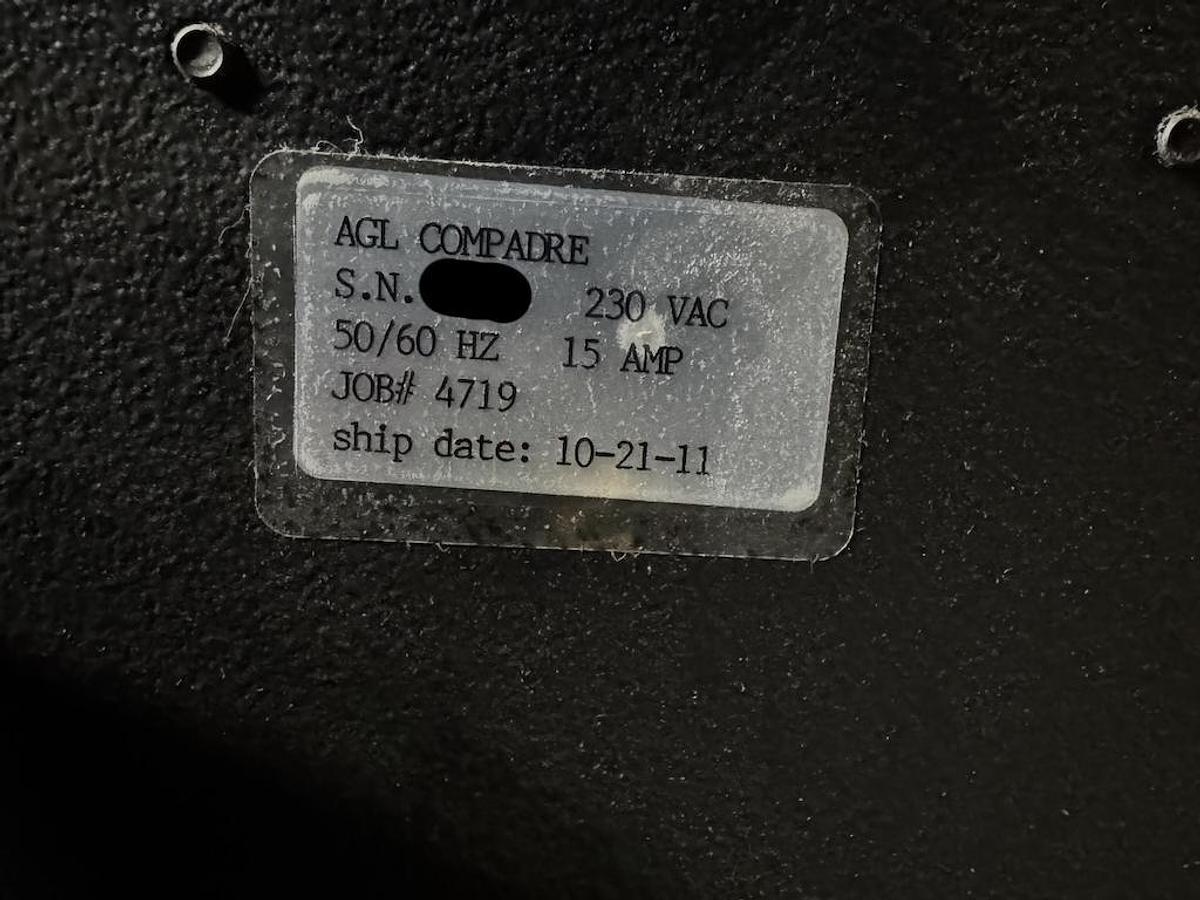 AGL COMPADRE
S.N. 230 VAC
50/60 HZ 15 AMP
JOB# 4719
ship date: 10-21-11